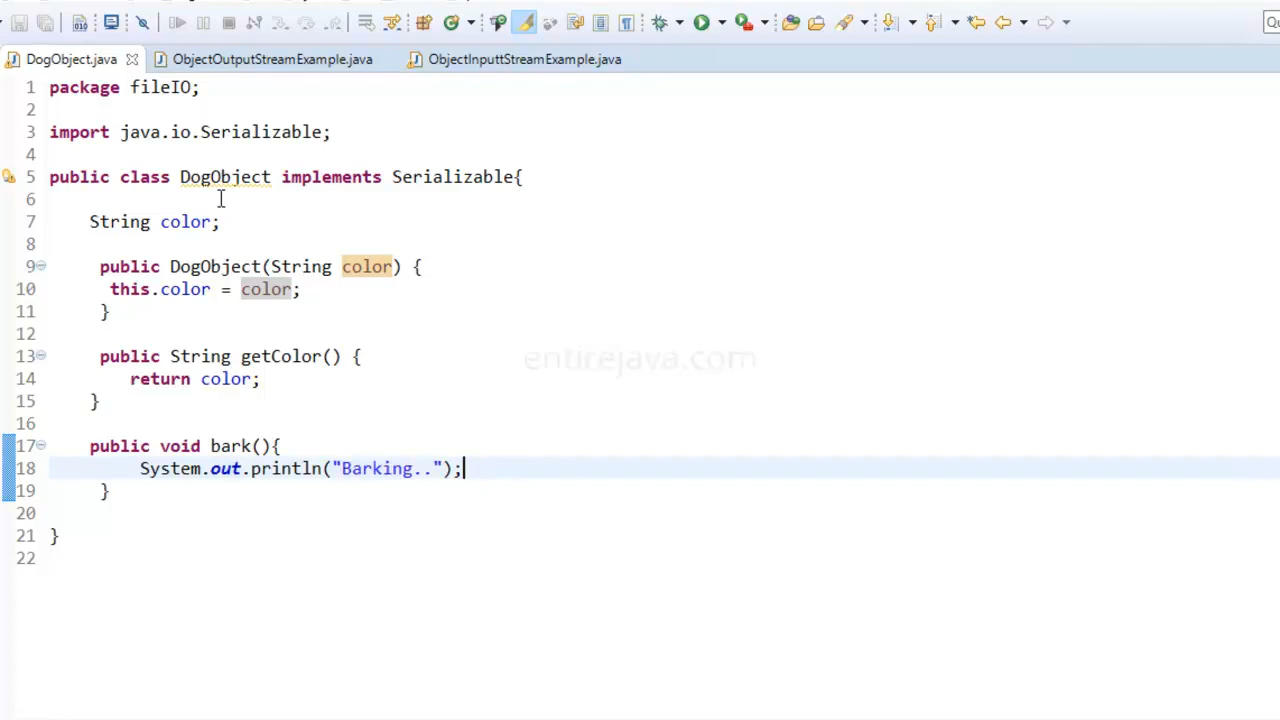 DogObject.java ObjectOutputStreamExample.java ObjectInputtStreamExample.java
1 package fileIO;
2
3 import java.io.Serializable;
4
5 public class DogObject implements Serializable{
6
7 String color;
8
9 public DogObject(String color) {
10 this.color = color;
11 }
12
13 public String getColor() {
14 return color;
15 }
16
17 public void bark(){
18 System.out.println("Barking..");
19 }
20
21 }
22
entirejava.com